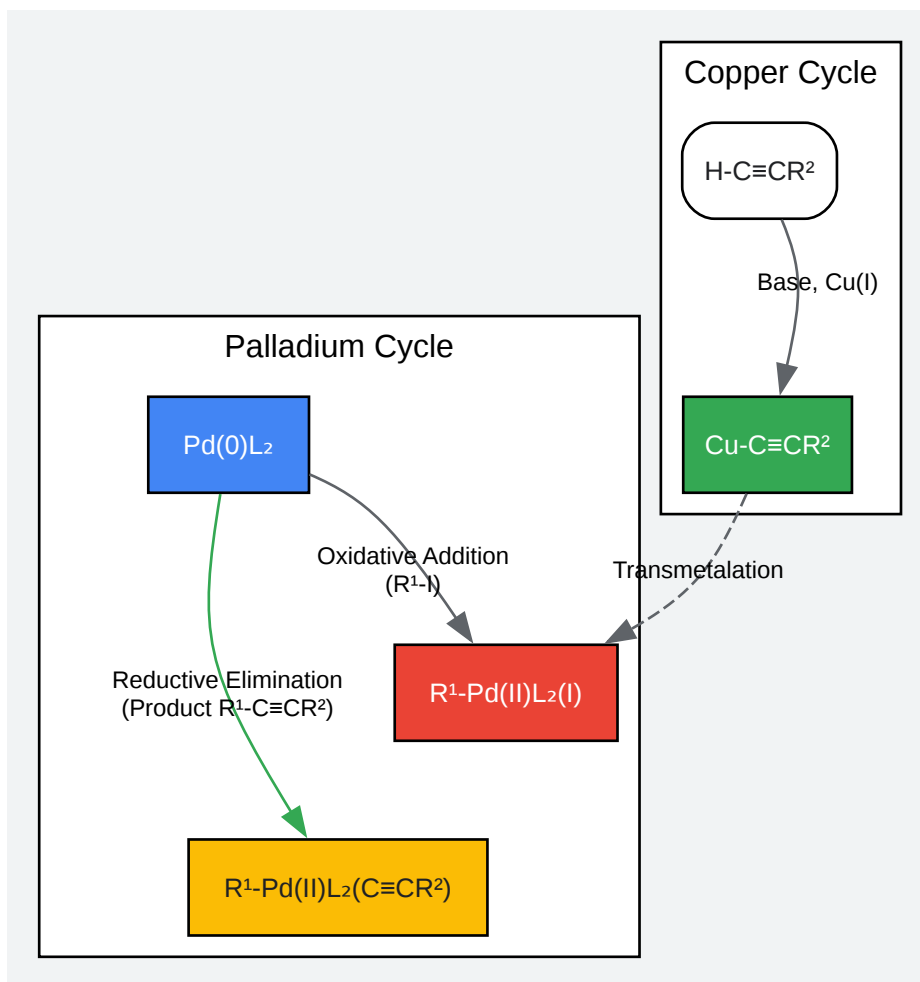 Copper Cycle
H-C≡CR²
Base, Cu(I)
Palladium Cycle
Pd(0)L₂
Cu-C≡CR²
Oxidative Addition
(R¹-I)
Transmetalation
Reductive Elimination
(Product R¹-C≡CR²)
R¹-Pd(II)L₂(I)
R¹-Pd(II)L₂(C≡CR²)